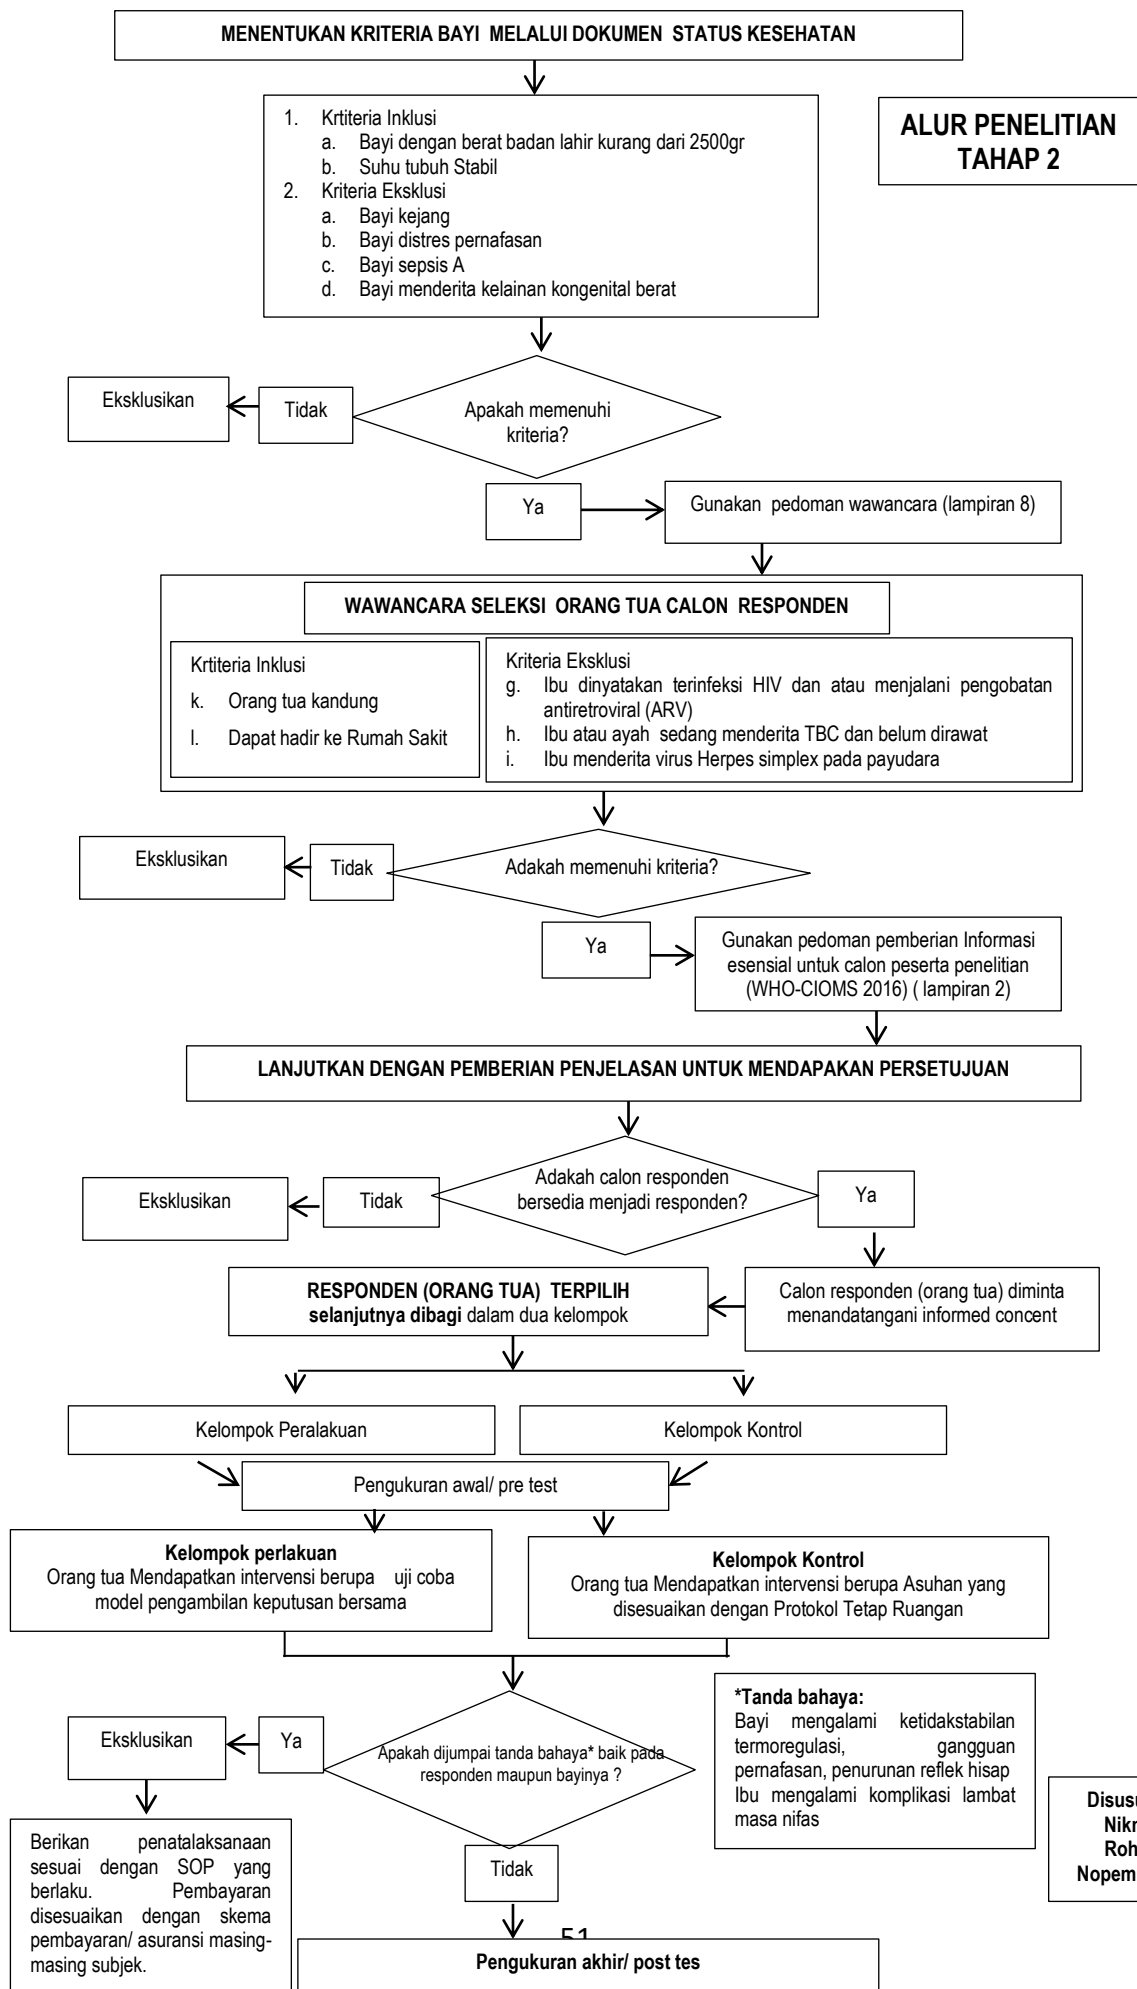 MENENTUKAN KRITERIA BAYI MELALUI DOKUMEN STATUS KESEHATAN
ALUR PENELITIAN
TAHAP 2
1. Krtiteria Inklusi
a. Bayi dengan berat badan lahir kurang dari 2500gr
b. Suhu tubuh Stabil
2. Kriteria Eksklusi
a. Bayi kejang
b. Bayi distres pernafasan
c. Bayi sepsis A
d. Bayi menderita kelainan kongenital berat
Eksklusikan
Tidak
Apakah memenuhi
kriteria?
Ya
Gunakan pedoman wawancara (lampiran 8)
WAWANCARA SELEKSI ORANG TUA CALON RESPONDEN
Krtiteria Inklusi
k. Orang tua kandung
l. Dapat hadir ke Rumah Sakit
Kriteria Eksklusi
g. Ibu dinyatakan terinfeksi HIV dan atau menjalani pengobatan
antiretroviral (ARV)
h. Ibu atau ayah sedang menderita TBC dan belum dirawat
i. Ibu menderita virus Herpes simplex pada payudara
Eksklusikan
Tidak
Adakah memenuhi kriteria?
Ya
Gunakan pedoman pemberian Informasi
esensial untuk calon peserta penelitian
(WHO-CIOMS 2016) ( lampiran 2)
LANJUTKAN DENGAN PEMBERIAN PENJELASAN UNTUK MENDAPAKAN PERSETUJUAN
Eksklusikan
Tidak
Adakah calon responden
bersedia menjadi responden?
Ya
RESPONDEN (ORANG TUA) TERPILIH
selanjutnya dibagi dalam dua kelompok
Calon responden (orang tua) diminta
menandatangani informed concent
Kelompok Peralakuan
Kelompok Kontrol
Pengukuran awal/ pre test
Kelompok perlakuan
Orang tua Mendapatkan intervensi berupa uji coba
model pengambilan keputusan bersama
Kelompok Kontrol
Orang tua Mendapatkan intervensi berupa Asuhan yang
disesuaikan dengan Protokol Tetap Ruangan
Eksklusikan
Ya
Apakah dijumpai tanda bahaya* baik pada
responden maupun bayinya ?
*Tanda bahaya:
Bayi mengalami ketidakstabilan
termoregulasi, gangguan
pernafasan, penurunan reflek hisap
Ibu mengalami komplikasi lambat
masa nifas
Disusu
Roh
Nopem
Berikan penatalaksanaan
sesuai dengan SOP yang
berlaku. Pembayaran
disesuaikan dengan skema
pembayaran/ asuransi masing-
masing subjek.
Tidak
51
Pengukuran akhir/ post tes